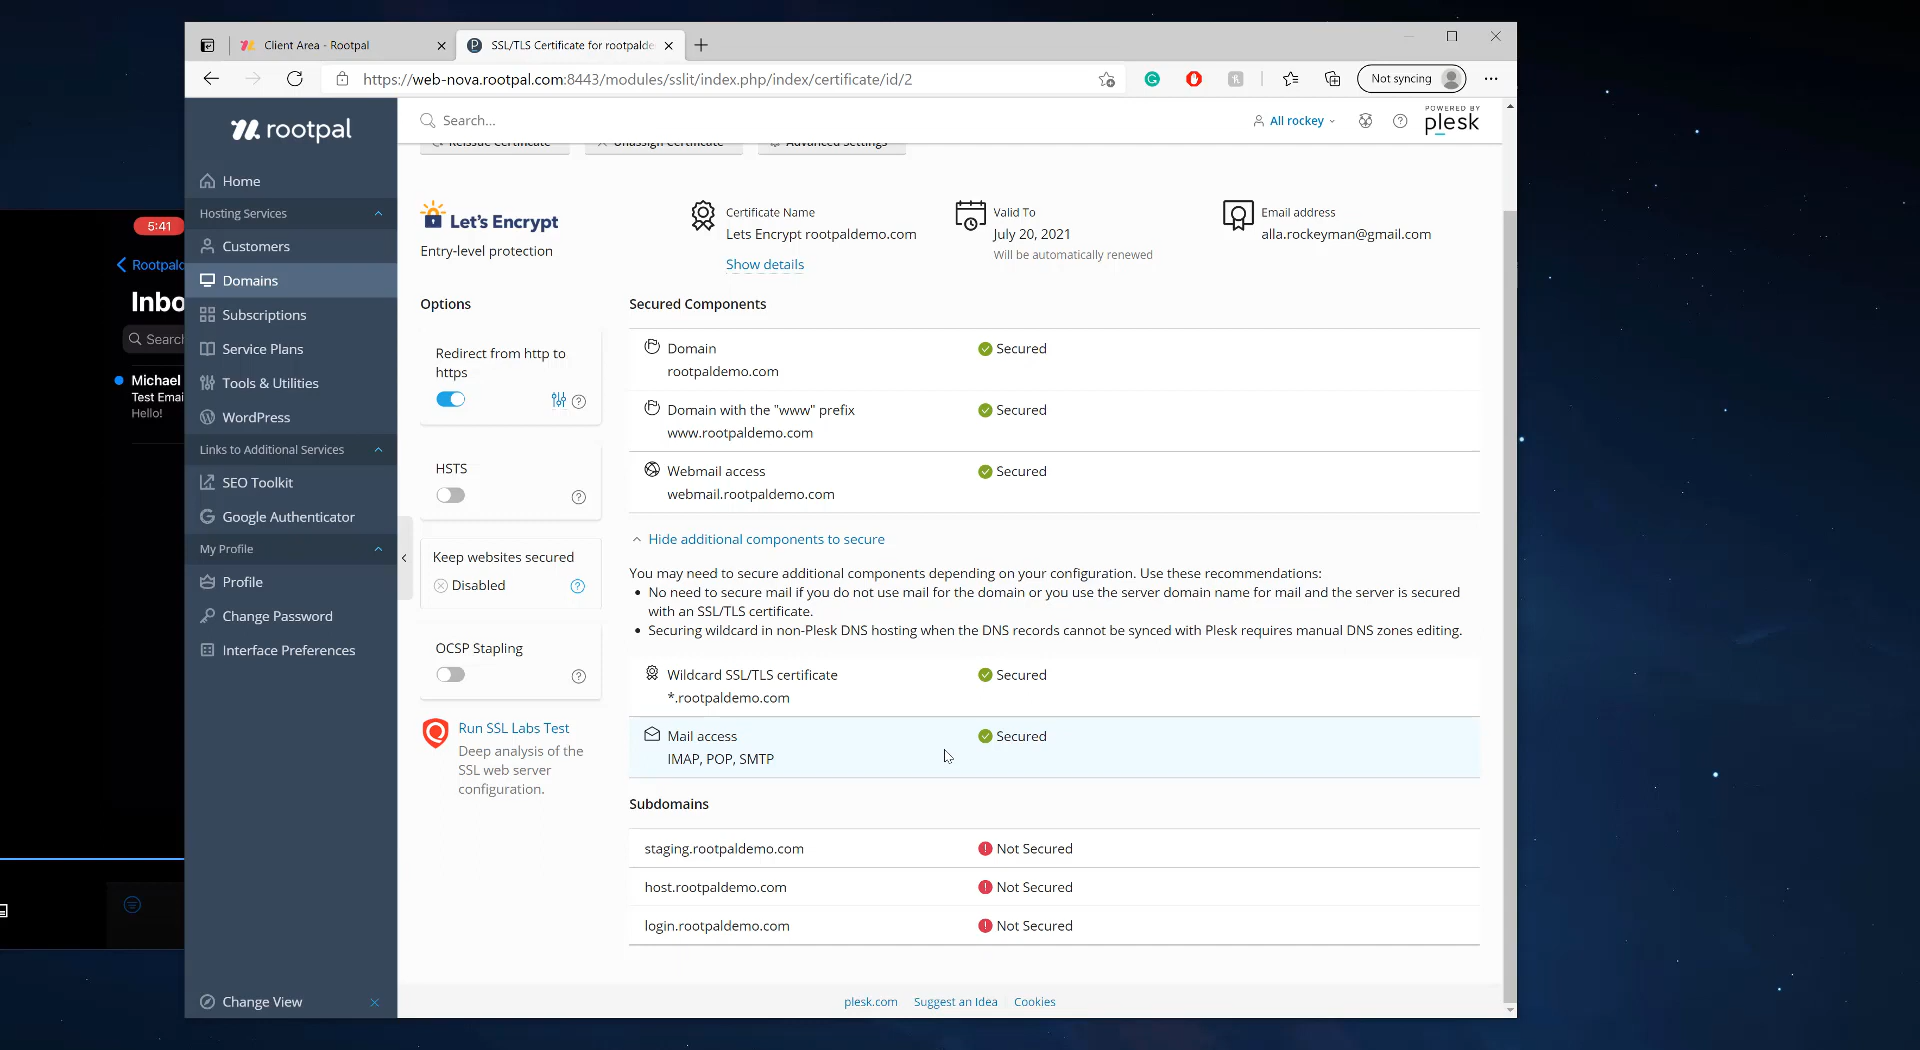 Client Area - Rootpal
SSL/TLS Certificate for rootpalde
https://web-nova.rootpal.com:8443/modules/sslit/index.php/index/certificate/id/2
Not syncing
rootpal
Search...
All rockey
POWERED BY
plesk
Reissue Certificate
Unassign Certificate
Advanced Settings
Home
Hosting Services
Customers
Domains
Subscriptions
Service Plans
Tools & Utilities
WordPress
Links to Additional Services
SEO Toolkit
Google Authenticator
My Profile
Profile
Change Password
Interface Preferences
Change View
5:41
Rootpald
Inbo
Search
Michael
Test Emai
Hello!
Let's Encrypt
Entry-level protection
Certificate Name
Lets Encrypt rootpaldemo.com
Show details
Valid To
July 20, 2021
Will be automatically renewed
Email address
alla.rockeyman@gmail.com
Options
Redirect from http to
https
HSTS
Keep websites secured
Disabled
OCSP Stapling
Run SSL Labs Test
Deep analysis of the
SSL web server
configuration.
Secured Components
Domain
rootpaldemo.com
Secured
Domain with the "www" prefix
www.rootpaldemo.com
Secured
Webmail access
webmail.rootpaldemo.com
Secured
Hide additional components to secure
You may need to secure additional components depending on your configuration. Use these recommendations:
• No need to secure mail if you do not use mail for the domain or you use the server domain name for mail and the server is secured
with an SSL/TLS certificate.
• Securing wildcard in non-Plesk DNS hosting when the DNS records cannot be synced with Plesk requires manual DNS zones editing.
Wildcard SSL/TLS certificate
*.rootpaldemo.com
Secured
Mail access
IMAP, POP, SMTP
Secured
Subdomains
staging.rootpaldemo.com
Not Secured
host.rootpaldemo.com
Not Secured
login.rootpaldemo.com
Not Secured
plesk.com
Suggest an Idea
Cookies